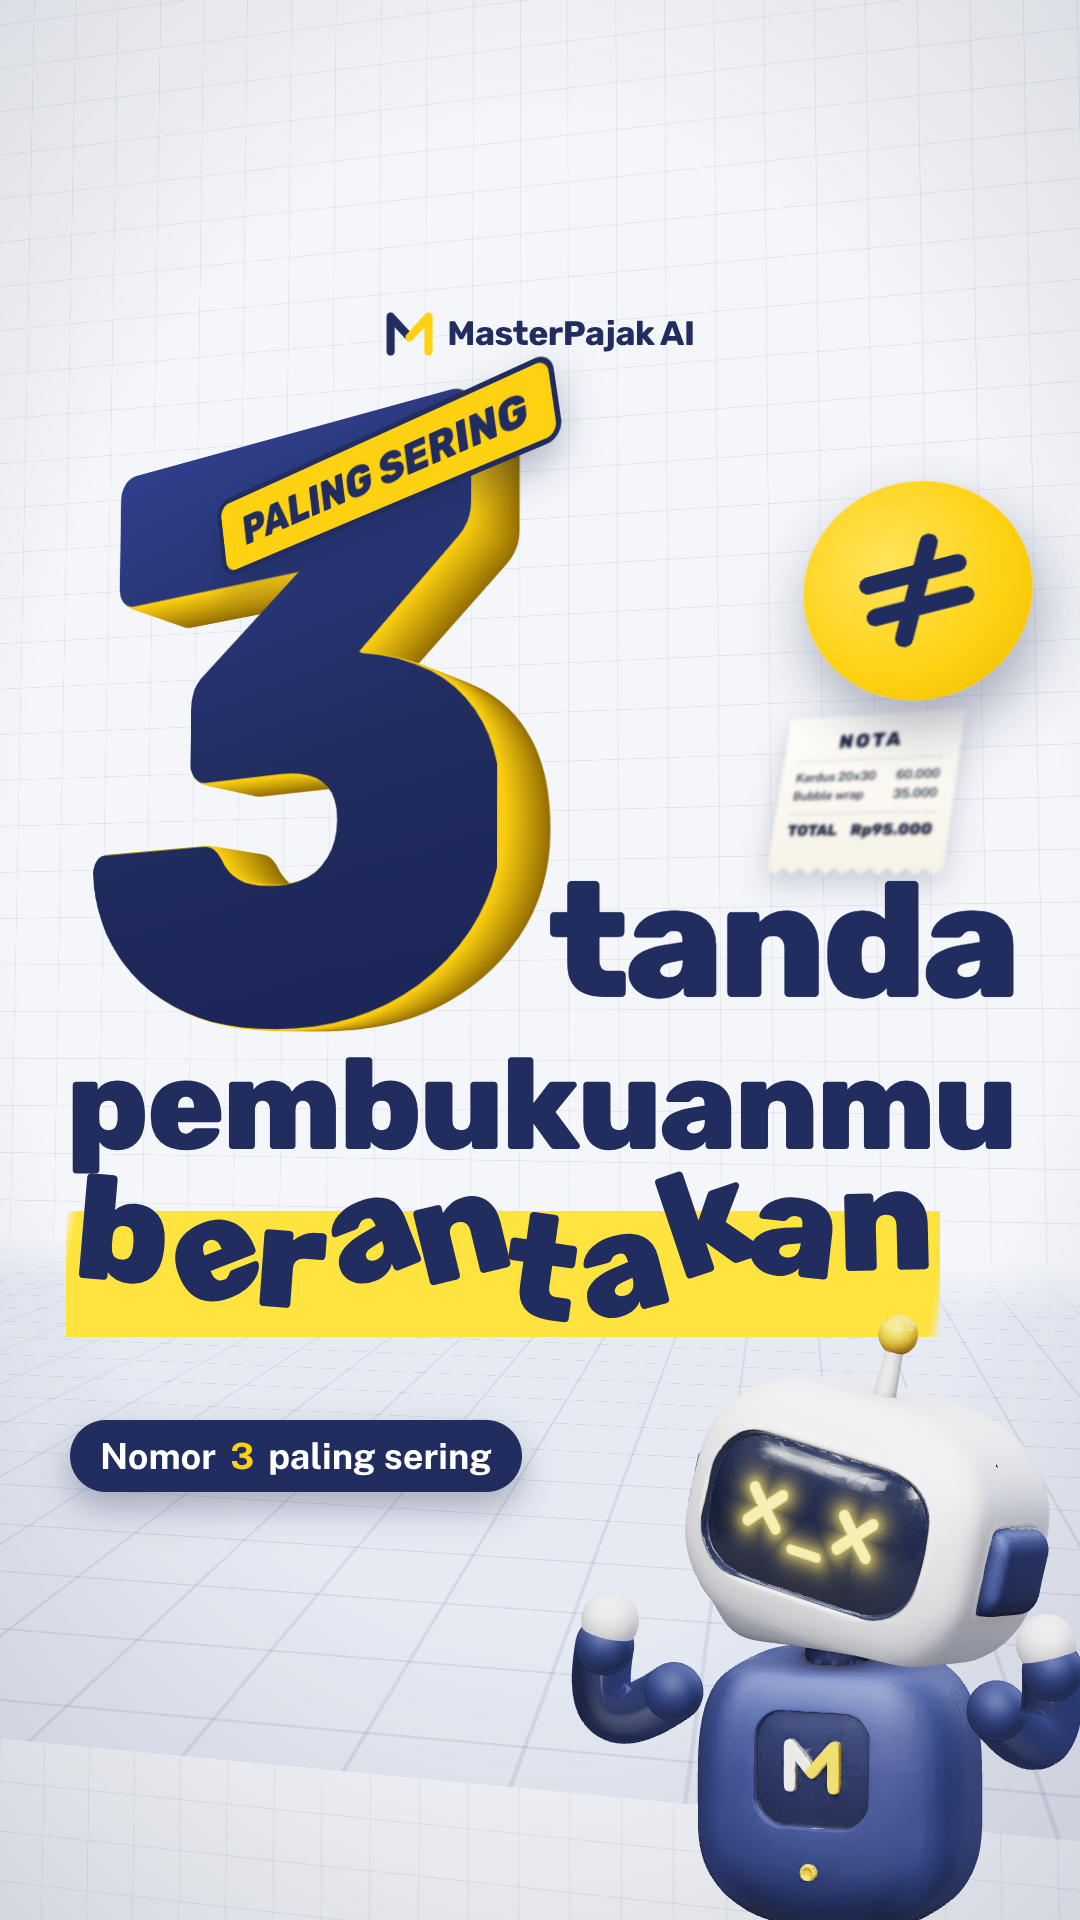 MasterPajak AI
PALING SERING
3
≠
NOTA
Kardus 20x30 60.000
Bubble wrap 35.000
TOTAL Rp95.000
tanda
pembukuanmu
berantakan
Nomor 3 paling sering
x_x
M